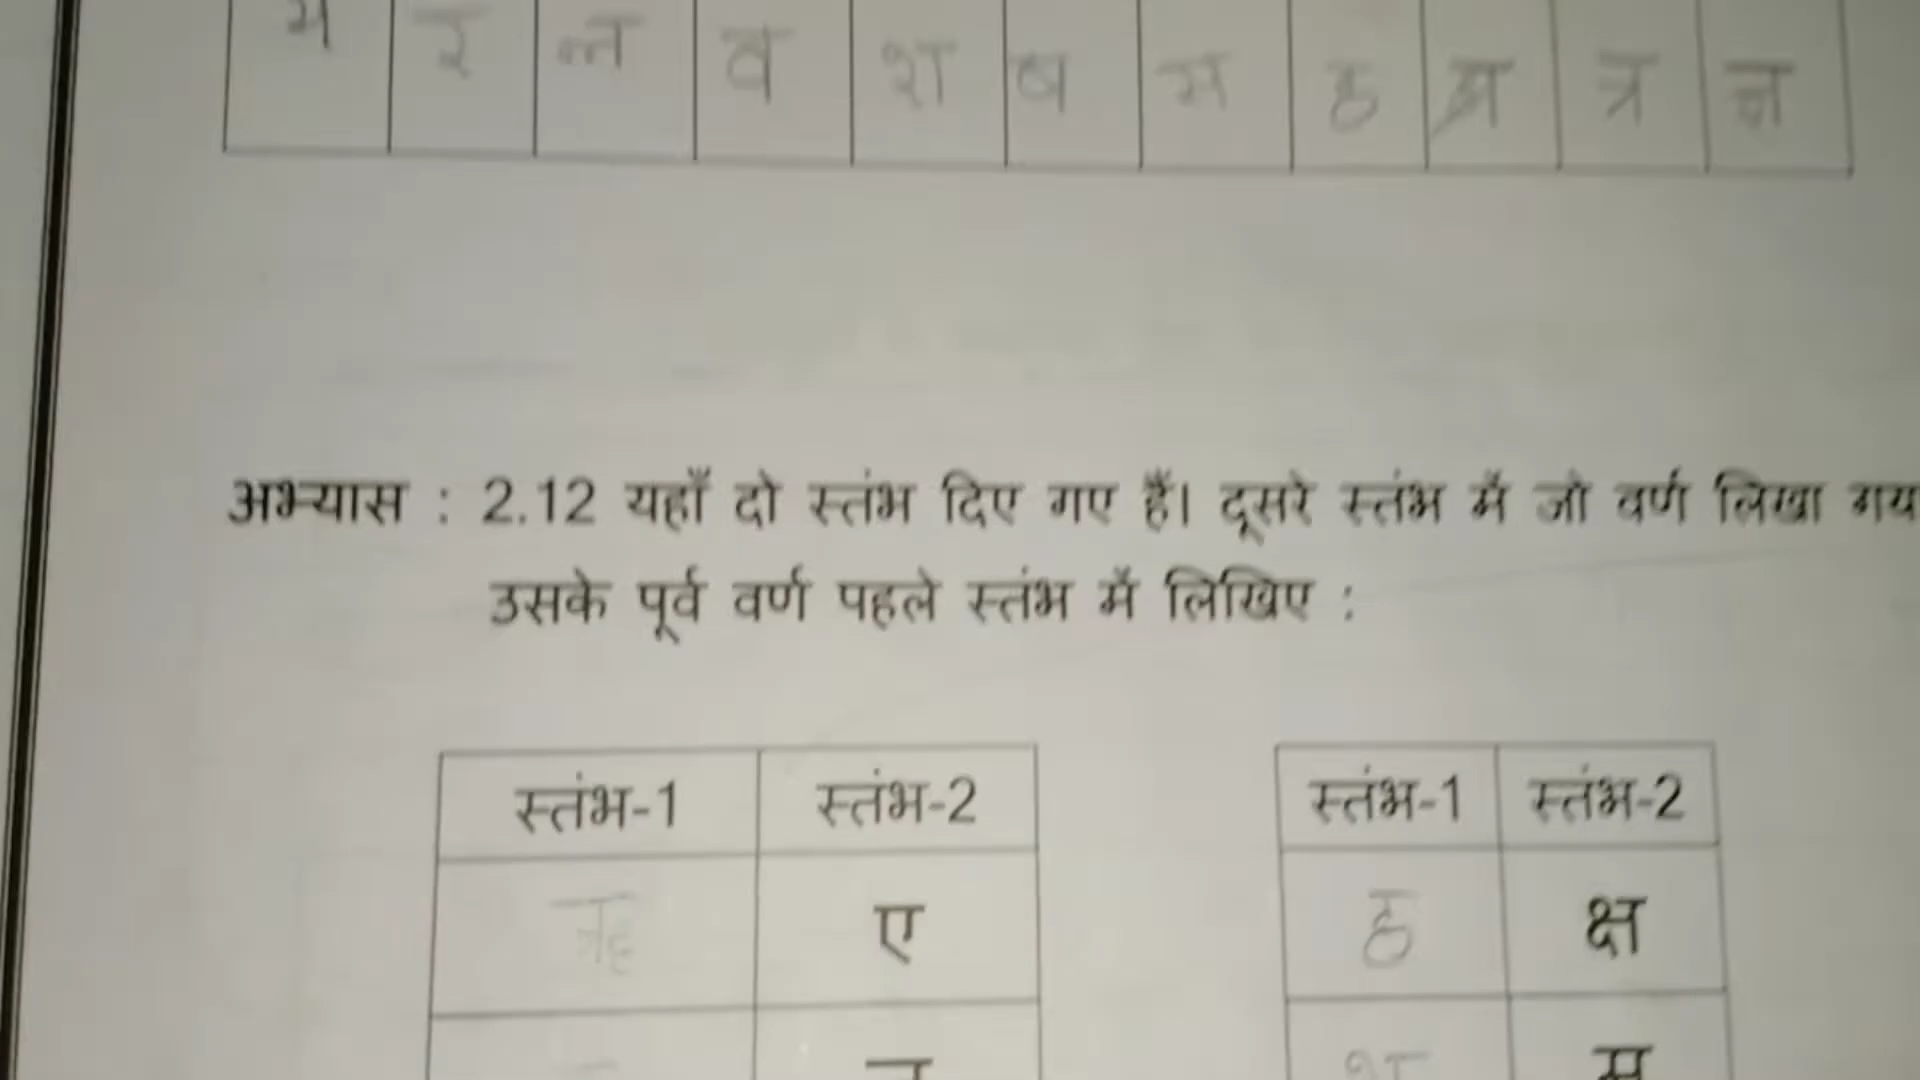 र ल व श ष स ह क्ष त्र ज्ञ
अभ्यास : 2.12 यहाँ दो स्तंभ दिए गए हैं। दूसरे स्तंभ में जो वर्ण लिखा गय
उसके पूर्व वर्ण पहले स्तंभ में लिखिए :
स्तंभ-1 स्तंभ-2 स्तंभ-1 स्तंभ-2
ऋ ए ह क्ष